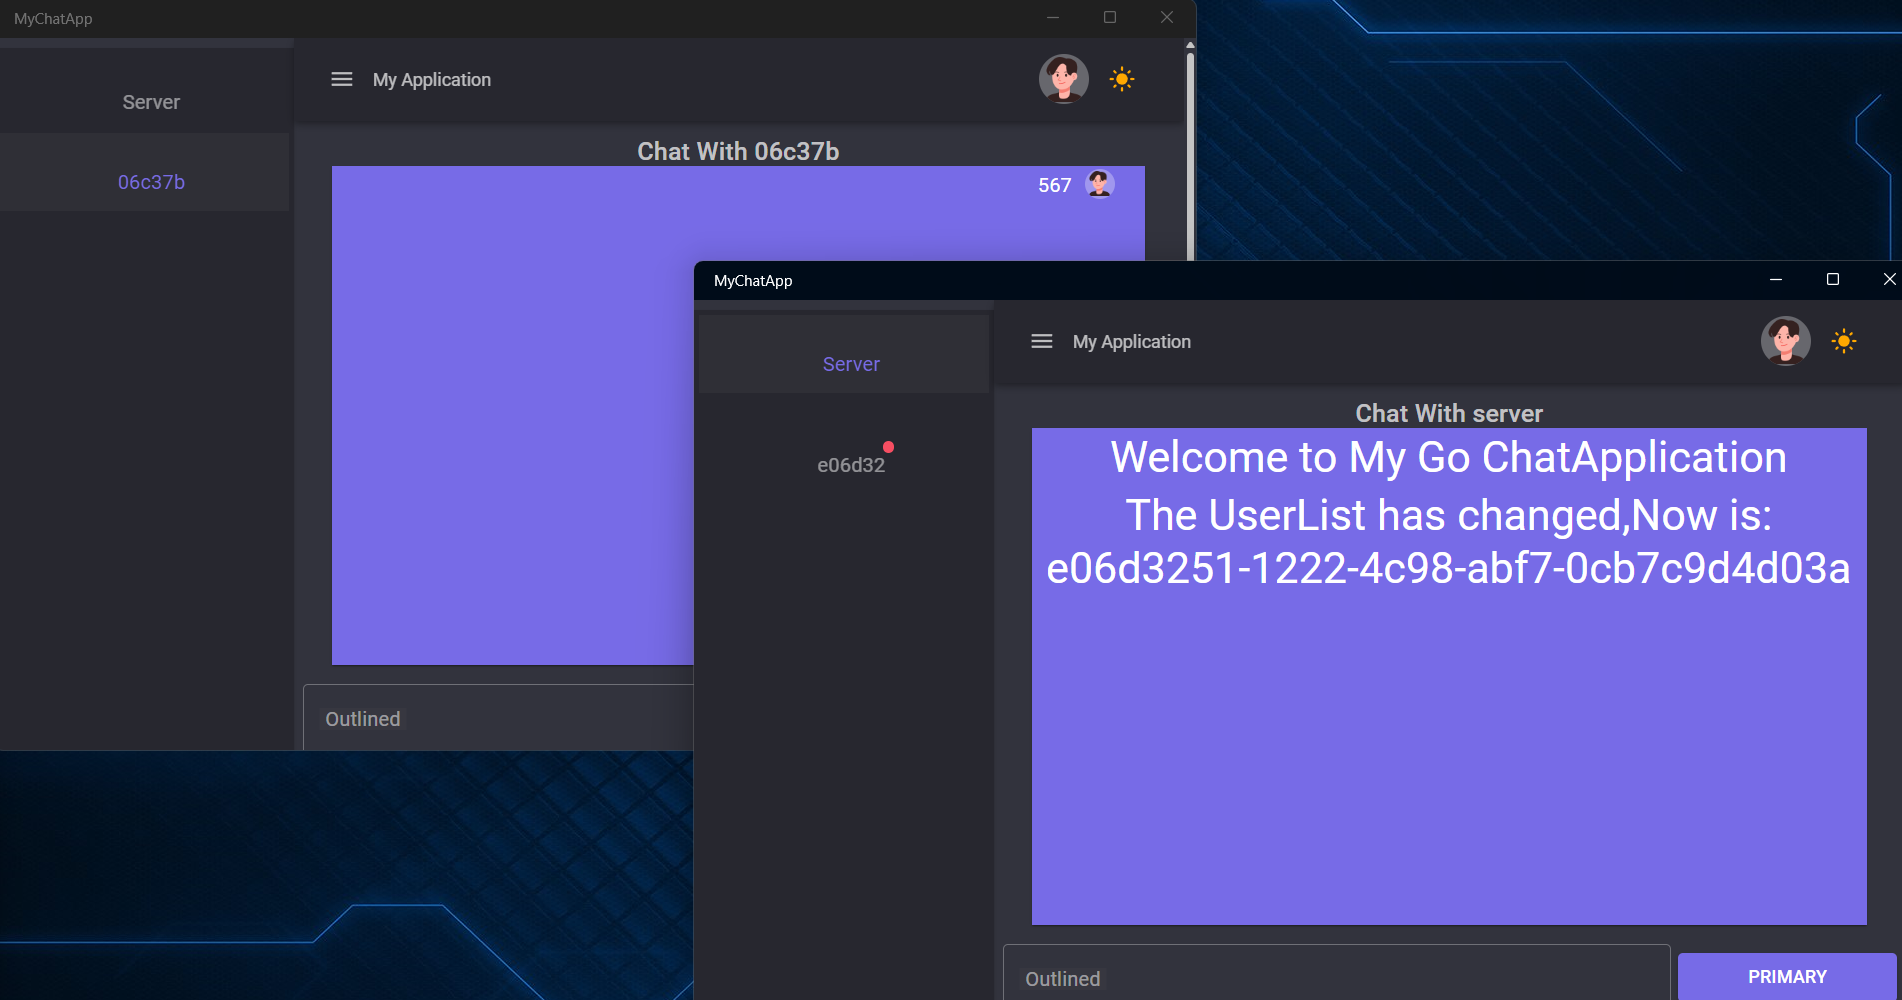 MyChatApp
Server
06c37b
My Application
Chat With 06c37b
567
Outlined
MyChatApp
Server
e06d32
My Application
Chat With server
Welcome to My Go ChatApplication
The UserList has changed,Now is:
e06d3251-1222-4c98-abf7-0cb7c9d4d03a
Outlined
PRIMARY